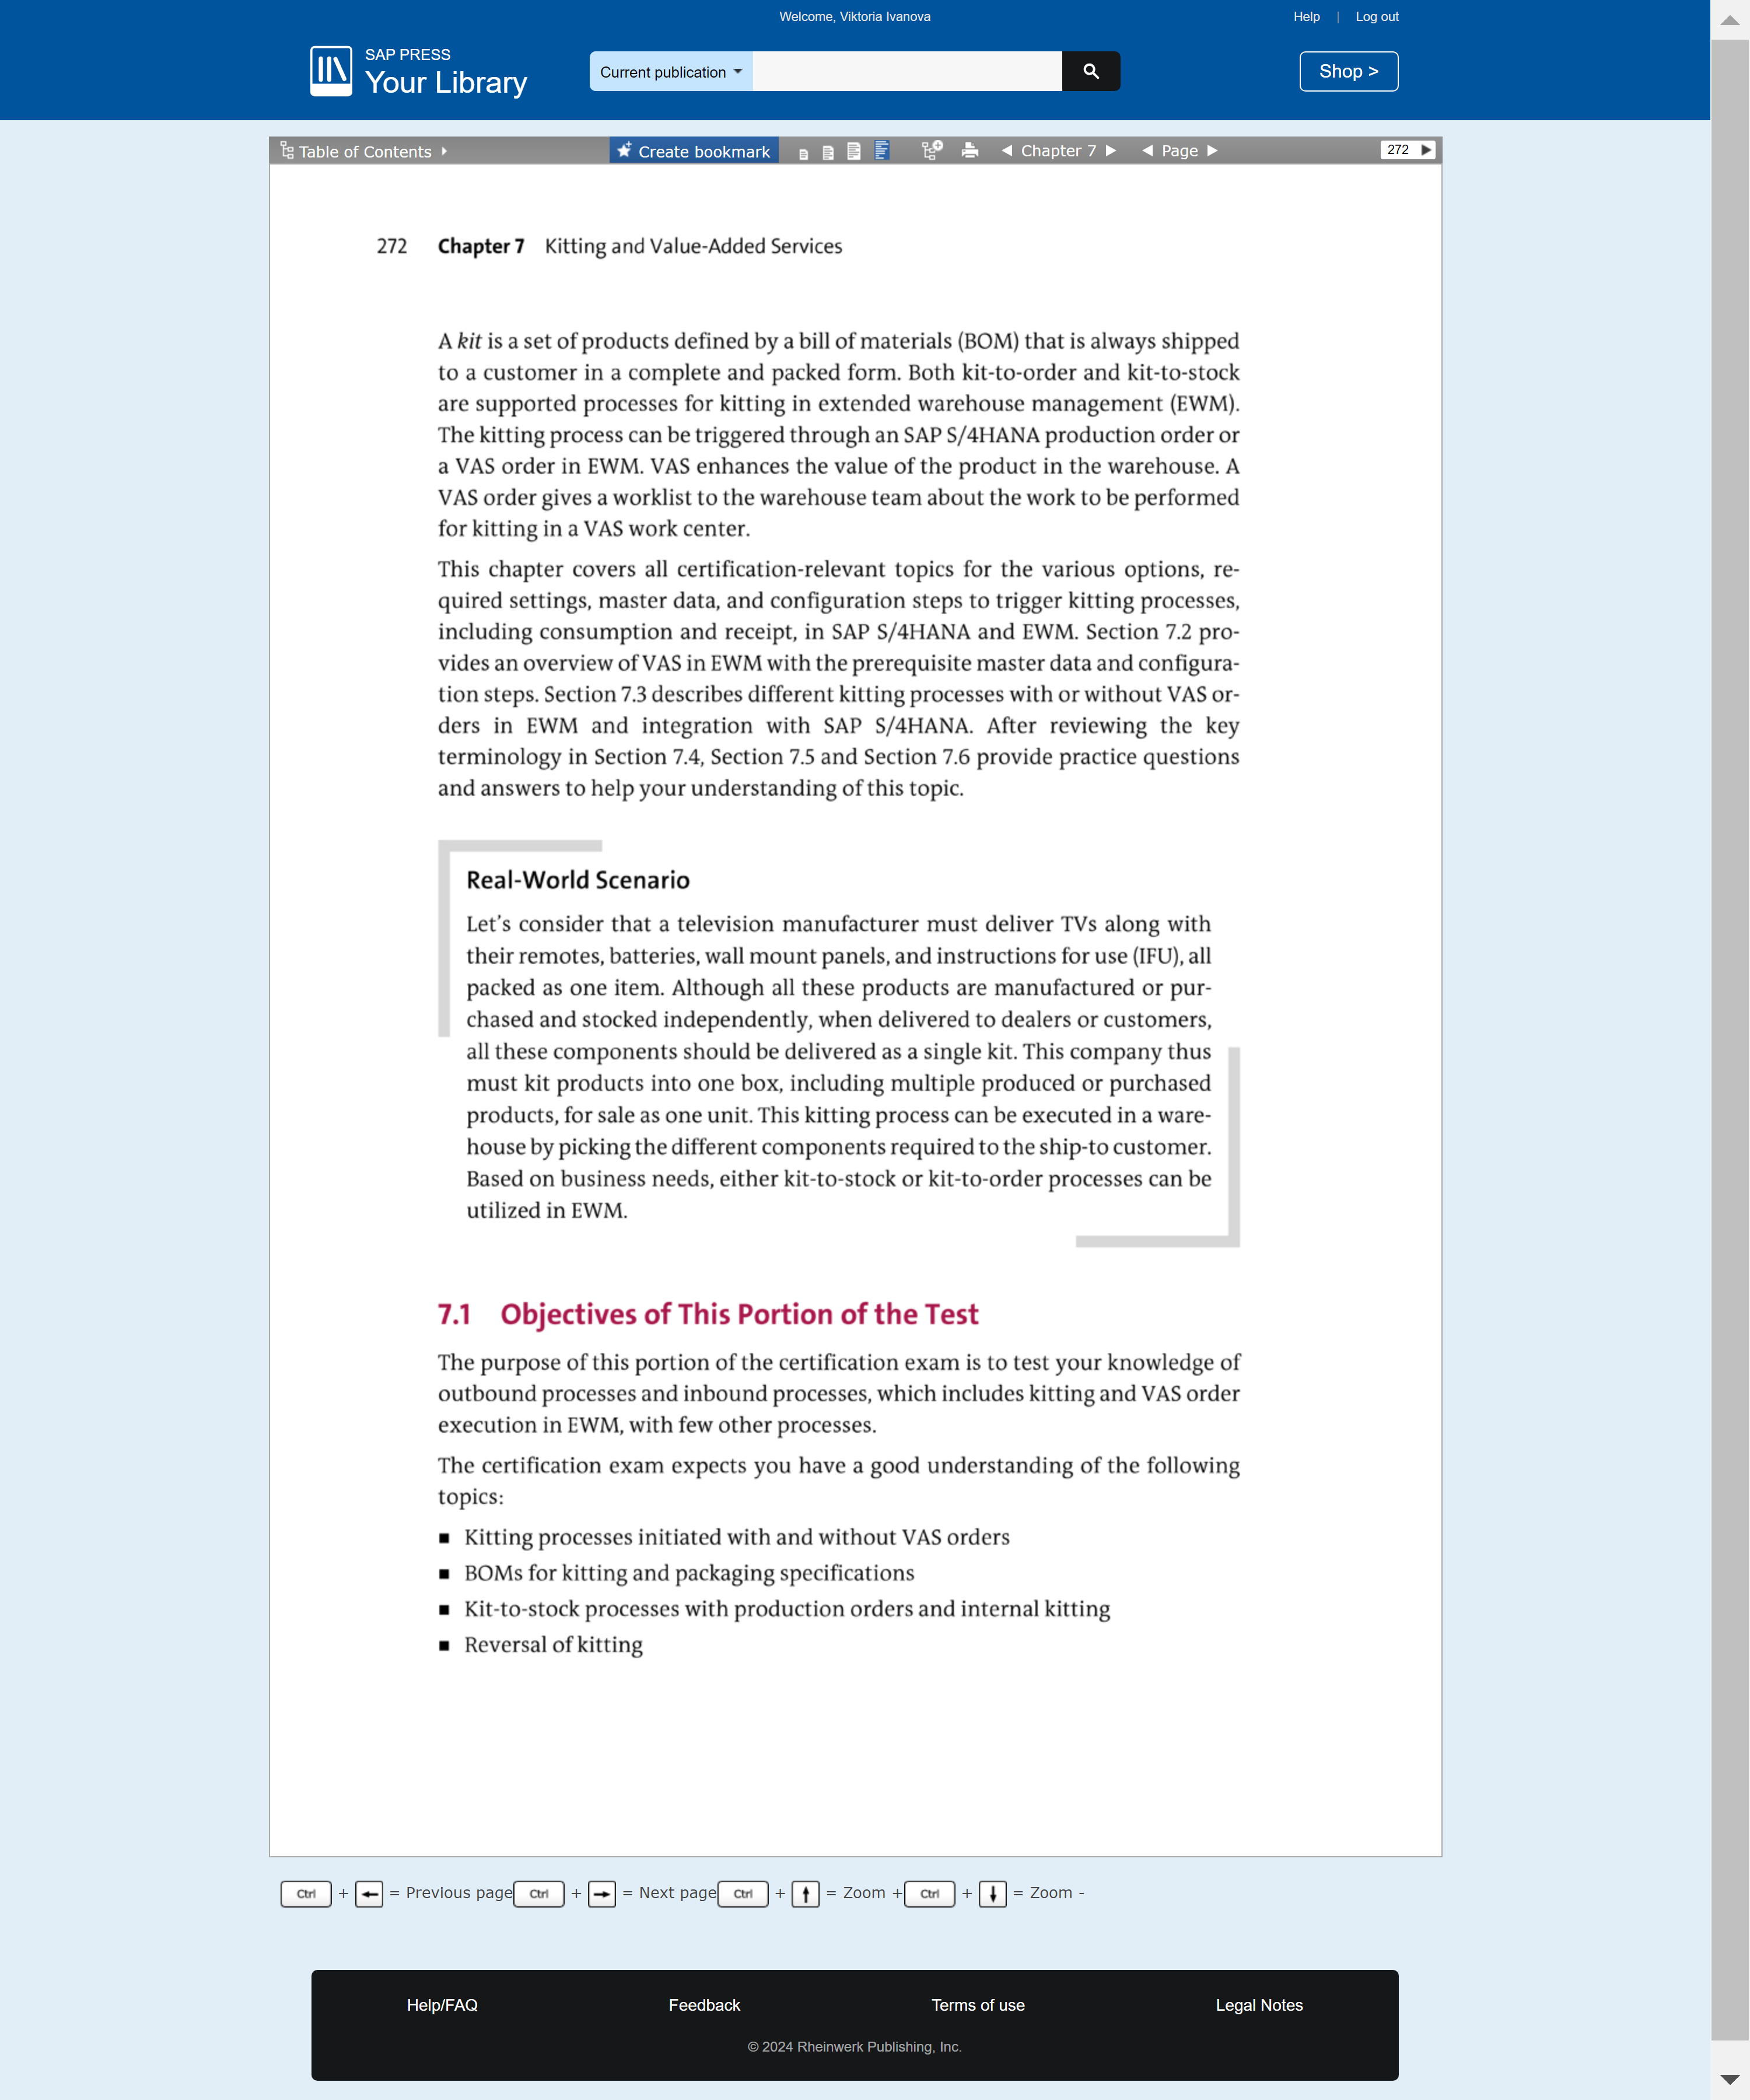 Welcome, Viktoria Ivanova
Help | Log out
SAP PRESS
Your Library
Current publication
Shop >
Table of Contents
Create bookmark
Chapter 7
Page
272
272 Chapter 7 Kitting and Value-Added Services
A kit is a set of products defined by a bill of materials (BOM) that is always shipped
to a customer in a complete and packed form. Both kit-to-order and kit-to-stock
are supported processes for kitting in extended warehouse management (EWM).
The kitting process can be triggered through an SAP S/4HANA production order or
a VAS order in EWM. VAS enhances the value of the product in the warehouse. A
VAS order gives a worklist to the warehouse team about the work to be performed
for kitting in a VAS work center.
This chapter covers all certification-relevant topics for the various options, re-
quired settings, master data, and configuration steps to trigger kitting processes,
including consumption and receipt, in SAP S/4HANA and EWM. Section 7.2 pro-
vides an overview of VAS in EWM with the prerequisite master data and configura-
tion steps. Section 7.3 describes different kitting processes with or without VAS or-
ders in EWM and integration with SAP S/4HANA. After reviewing the key
terminology in Section 7.4, Section 7.5 and Section 7.6 provide practice questions
and answers to help your understanding of this topic.
Real-World Scenario
Let's consider that a television manufacturer must deliver TVs along with
their remotes, batteries, wall mount panels, and instructions for use (IFU), all
packed as one item. Although all these products are manufactured or pur-
chased and stocked independently, when delivered to dealers or customers,
all these components should be delivered as a single kit. This company thus
must kit products into one box, including multiple produced or purchased
products, for sale as one unit. This kitting process can be executed in a ware-
house by picking the different components required to the ship-to customer.
Based on business needs, either kit-to-stock or kit-to-order processes can be
utilized in EWM.
7.1 Objectives of This Portion of the Test
The purpose of this portion of the certification exam is to test your knowledge of
outbound processes and inbound processes, which includes kitting and VAS order
execution in EWM, with few other processes.
The certification exam expects you have a good understanding of the following
topics:
■ Kitting processes initiated with and without VAS orders
■ BOMs for kitting and packaging specifications
■ Kit-to-stock processes with production orders and internal kitting
■ Reversal of kitting
Ctrl + ← = Previous page Ctrl + → = Next page Ctrl + ↑ = Zoom + Ctrl + ↓ = Zoom -
Help/FAQ Feedback Terms of use Legal Notes
© 2024 Rheinwerk Publishing, Inc.